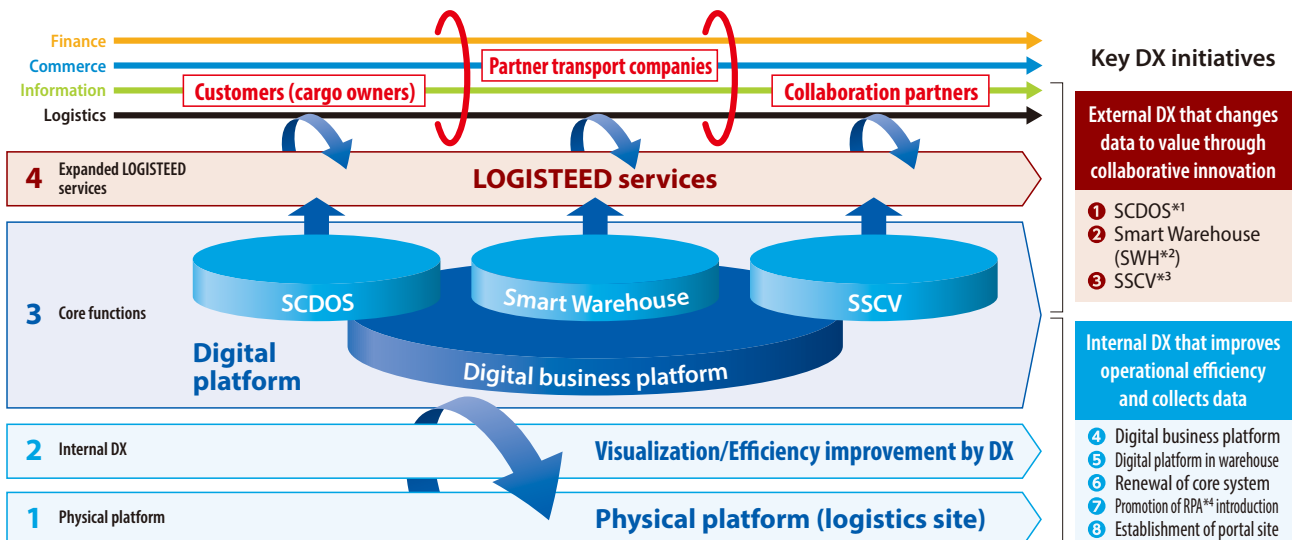 Finance
Commerce
Information
Logistics
Customers (cargo owners)
Partner transport companies
Collaboration partners
4 Expanded LOGISTEED
services
LOGISTEED services
3 Core functions
SCDOS
Smart Warehouse
SSCV
Digital
platform
Digital business platform
2 Internal DX
Visualization/Efficiency improvement by DX
1 Physical platform
Physical platform (logistics site)
Key DX initiatives
External DX that changes
data to value through
collaborative innovation
❶ SCDOS*1
❷ Smart Warehouse
(SWH*2)
❸ SSCV*3
Internal DX that improves
operational efficiency
and collects data
❹ Digital business platform
❺ Digital platform in warehouse
❻ Renewal of core system
❼ Promotion of RPA*4 introduction
❽ Establishment of portal site